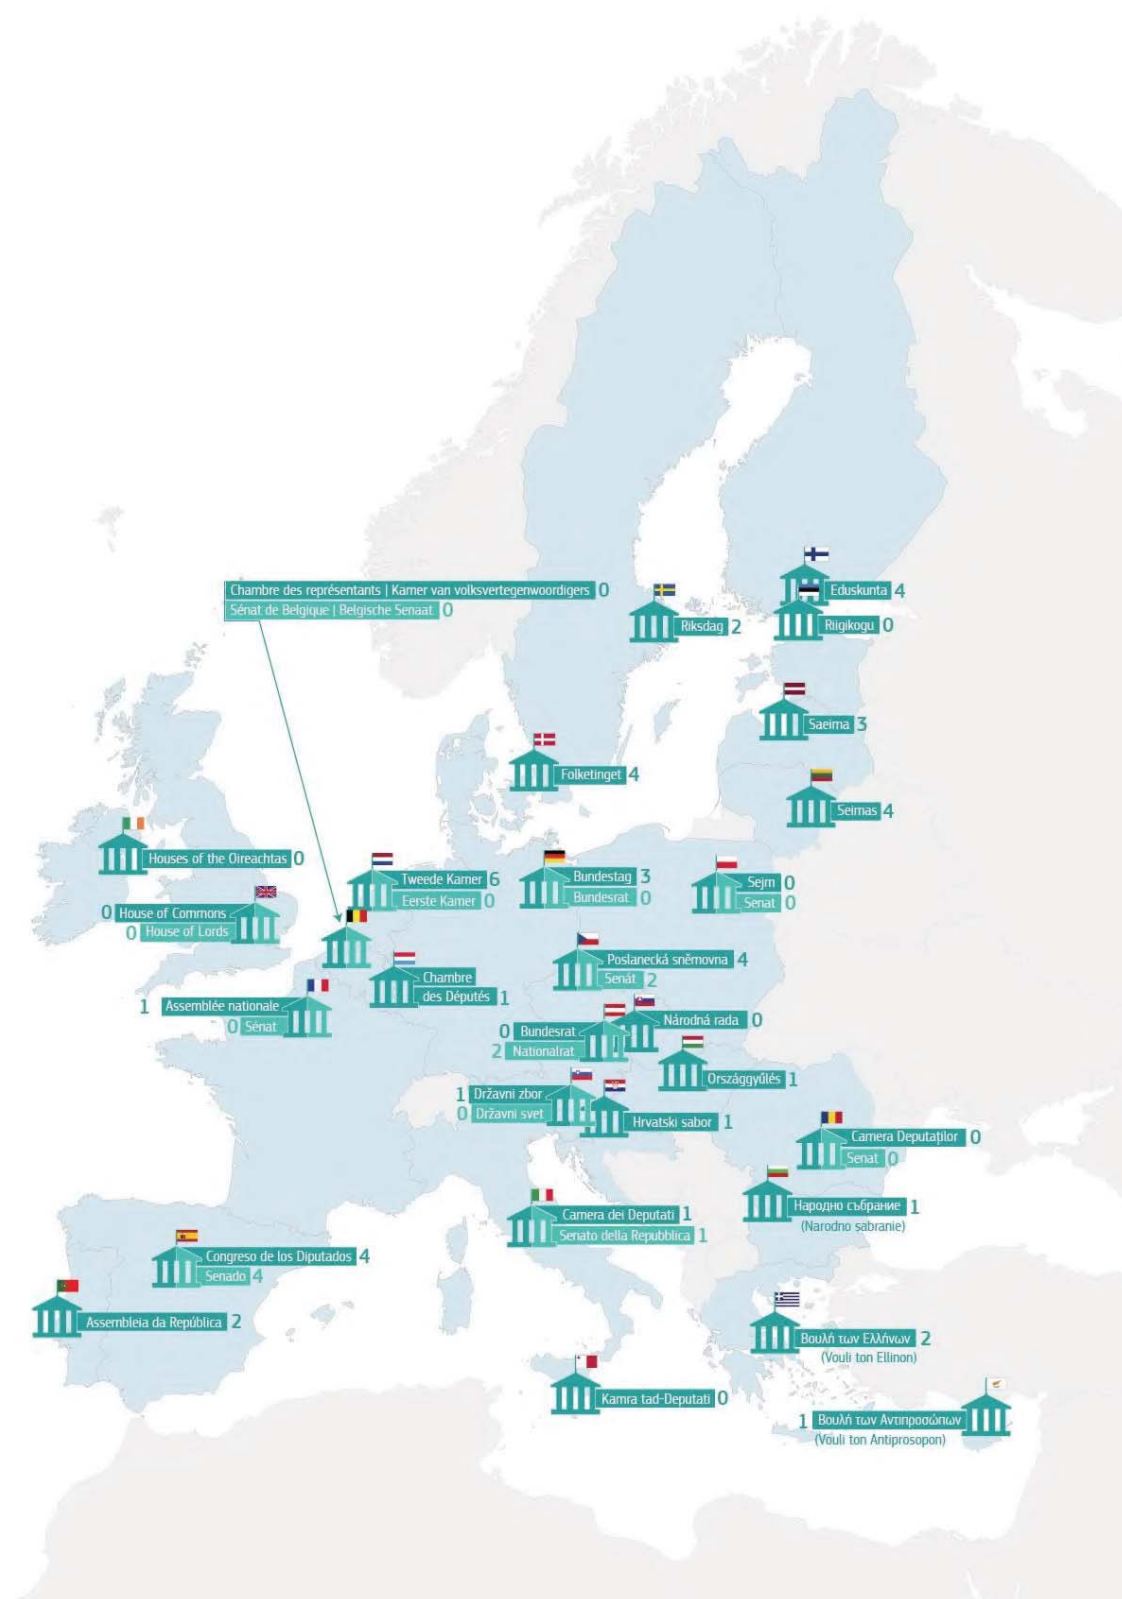 Eduskunta 4
Chambre des représentants | Kamer van volksvertegenwoordigers 0
Sénat de Belgique | Belgische Senaat 0
Riksdag 2
Riigikogu 0
Saeima 3
Folketinget 4
Seimas 4
Houses of the Oireachtas 0
Tweede Kamer 6
Eerste Kamer 0
Bundestag 3
Bundesrat 0
Sejm 0
Senat 0
0 House of Commons
0 House of Lords
Poslanecká sněmovna 4
Senát 2
Chambre
des Députés 1
1 Assemblée nationale
0 Sénat
Národná rada 0
0 Bundesrat
2 Nationalrat
Országgyűlés 1
1 Državni zbor
0 Državni svet
Hrvatski sabor 1
Camera Deputaților 0
Senat 0
Народно събрание 1
(Narodno sabranie)
Camera dei Deputati 1
Senato della Repubblica 1
Congreso de los Diputados 4
Senado 4
Assembleia da República 2
Βουλή των Ελλήνων 2
(Vouli ton Ellinon)
Kamra tad-Deputati 0
1 Βουλή των Αντιπροσώπων
(Vouli ton Antiprosopon)